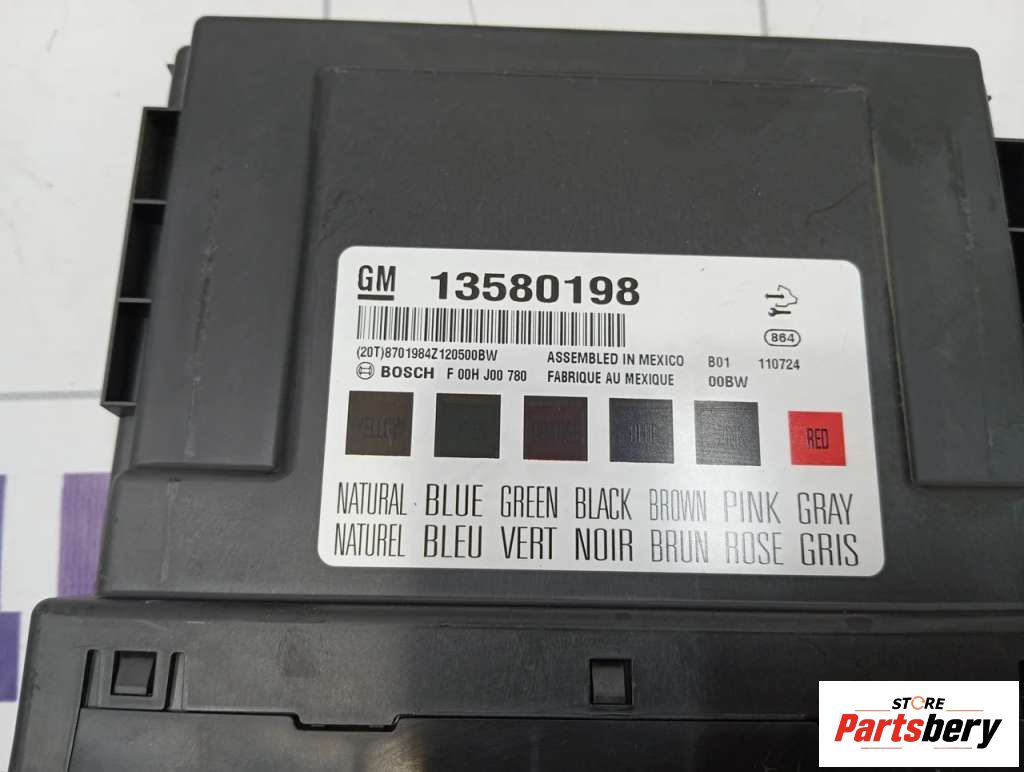 GM 13580198
864
(20T)8701984Z120500BW ASSEMBLED IN MEXICO B01 110724
BOSCH F 00H J00 780 FABRIQUE AU MEXIQUE 00BW
YELLOW RED
NATURAL BLUE GREEN BLACK BROWN PINK GRAY
NATUREL BLEU VERT NOIR BRUN ROSE GRIS
STORE
Partsbery